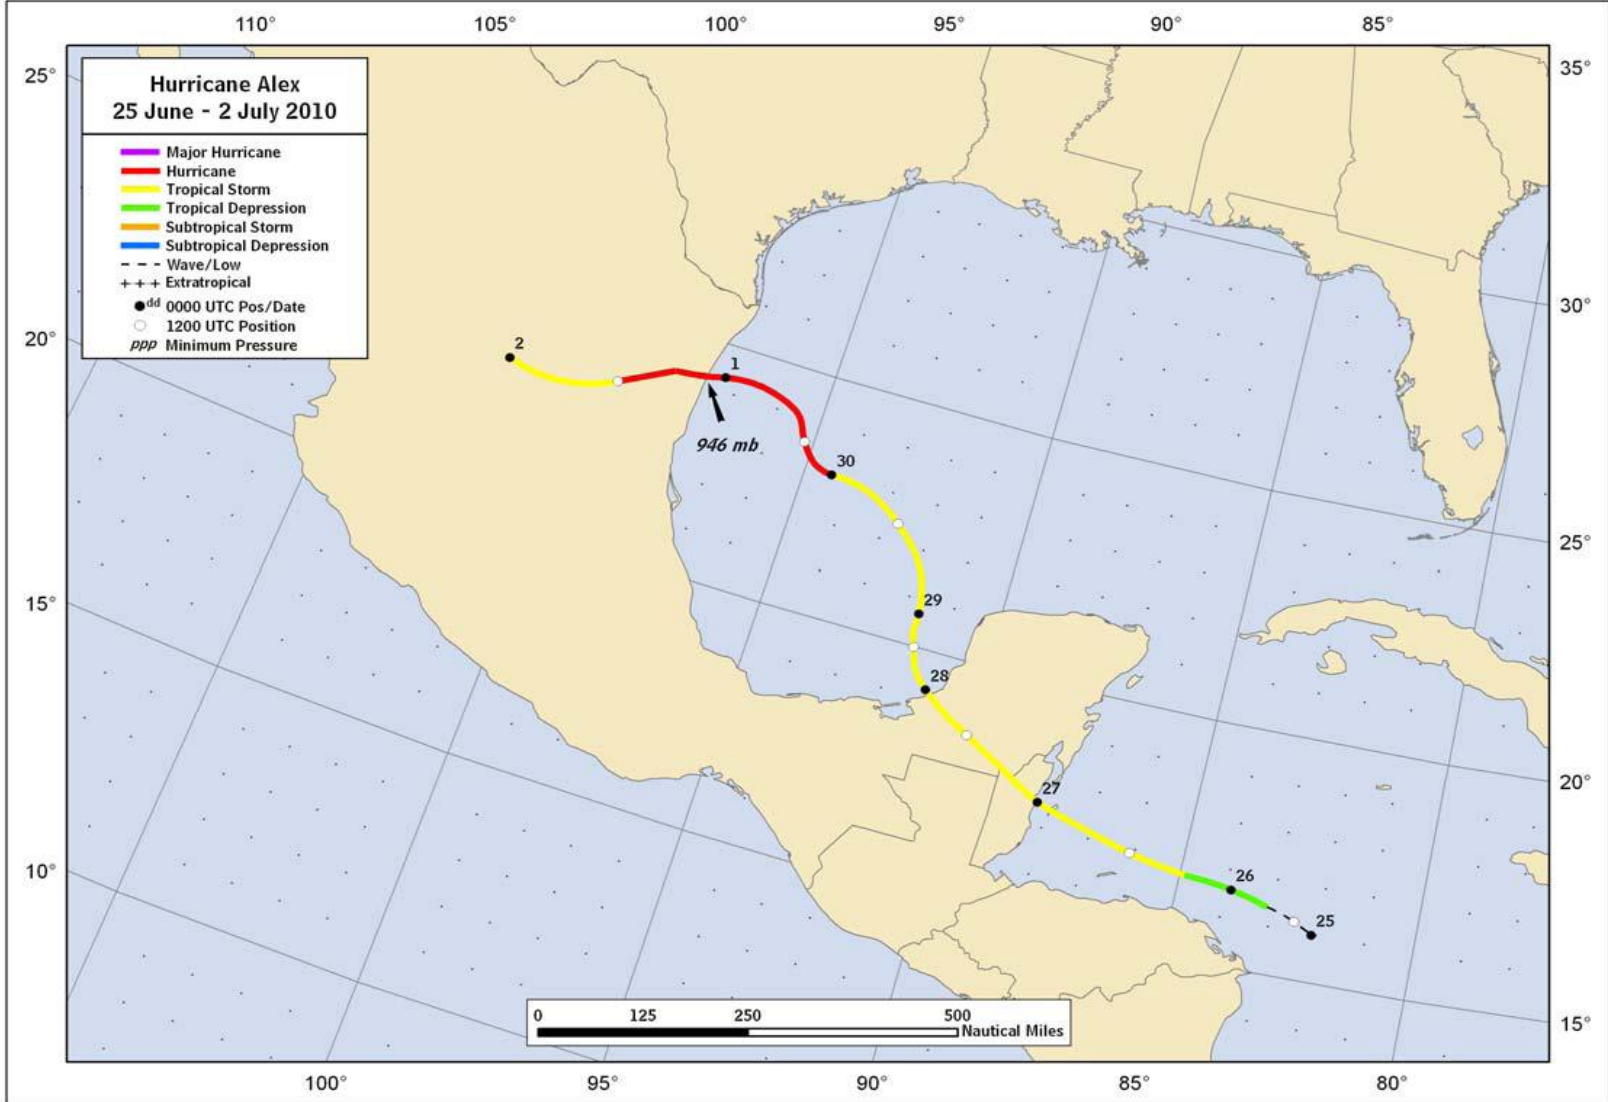 110° 105° 100° 95° 90° 85°
25°
35°
Hurricane Alex
25 June - 2 July 2010
Major Hurricane
Hurricane
Tropical Storm
Tropical Depression
Subtropical Storm
Subtropical Depression
Wave/Low
+++ Extratropical
dd 0000 UTC Pos/Date
1200 UTC Position
ppp Minimum Pressure
30°
20°
2
1
946 mb
30
25°
15°
29
28
20°
27
10°
26
25
0 125 250 500
Nautical Miles
15°
100° 95° 90° 85° 80°